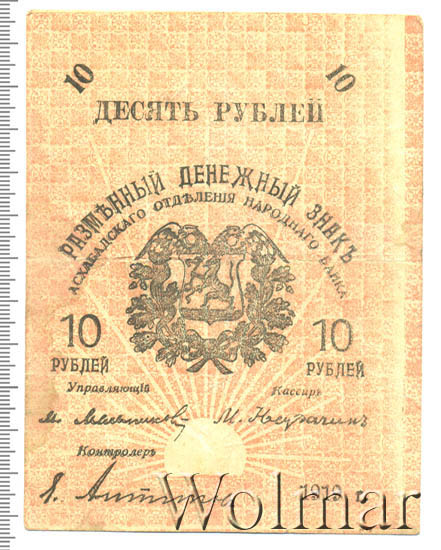 10 10
ДЕСЯТЬ РУБЛЕЙ
РАЗМѢННЫЙ ДЕНЕЖНЫЙ ЗНАКЪ
АСХАБАДСКАГО ОТДѢЛЕНІЯ НАРОДНАГО БАНКА
10 10
РУБЛЕЙ РУБЛЕЙ
Управляющій Кассиръ
Контролеръ
1919 г.
Wolmar